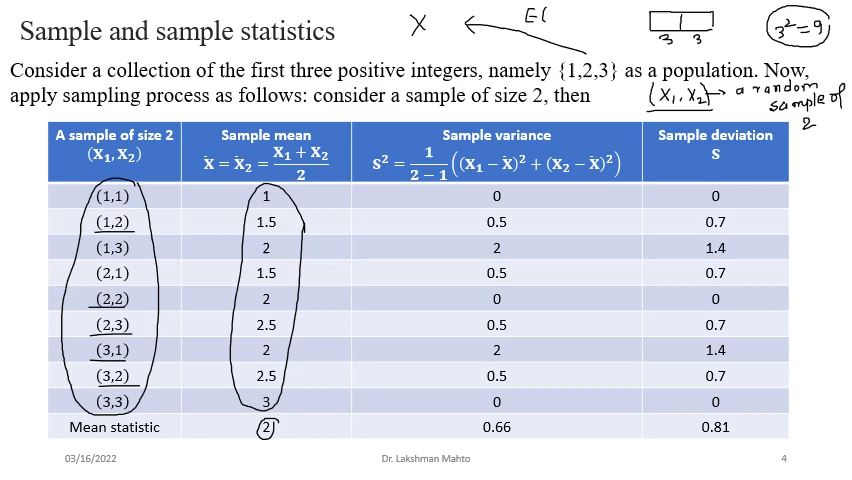 Sample and sample statistics
X ← E(
3 3
3² = 9
Consider a collection of the first three positive integers, namely {1,2,3} as a population. Now,
apply sampling process as follows: consider a sample of size 2, then
(X₁, X₂) → a random
sample of
2
A sample of size 2 (X₁, X₂) Sample mean X̄ = X̄₂ = (X₁ + X₂)/2 Sample variance S² = 1/(2 − 1) ((X₁ − X̄)² + (X₂ − X̄)²) Sample deviation S
(1,1) 1 0 0
(1,2) 1.5 0.5 0.7
(1,3) 2 2 1.4
(2,1) 1.5 0.5 0.7
(2,2) 2 0 0
(2,3) 2.5 0.5 0.7
(3,1) 2 2 1.4
(3,2) 2.5 0.5 0.7
(3,3) 3 0 0
Mean statistic 2 0.66 0.81
03/16/2022 Dr. Lakshman Mahto 4